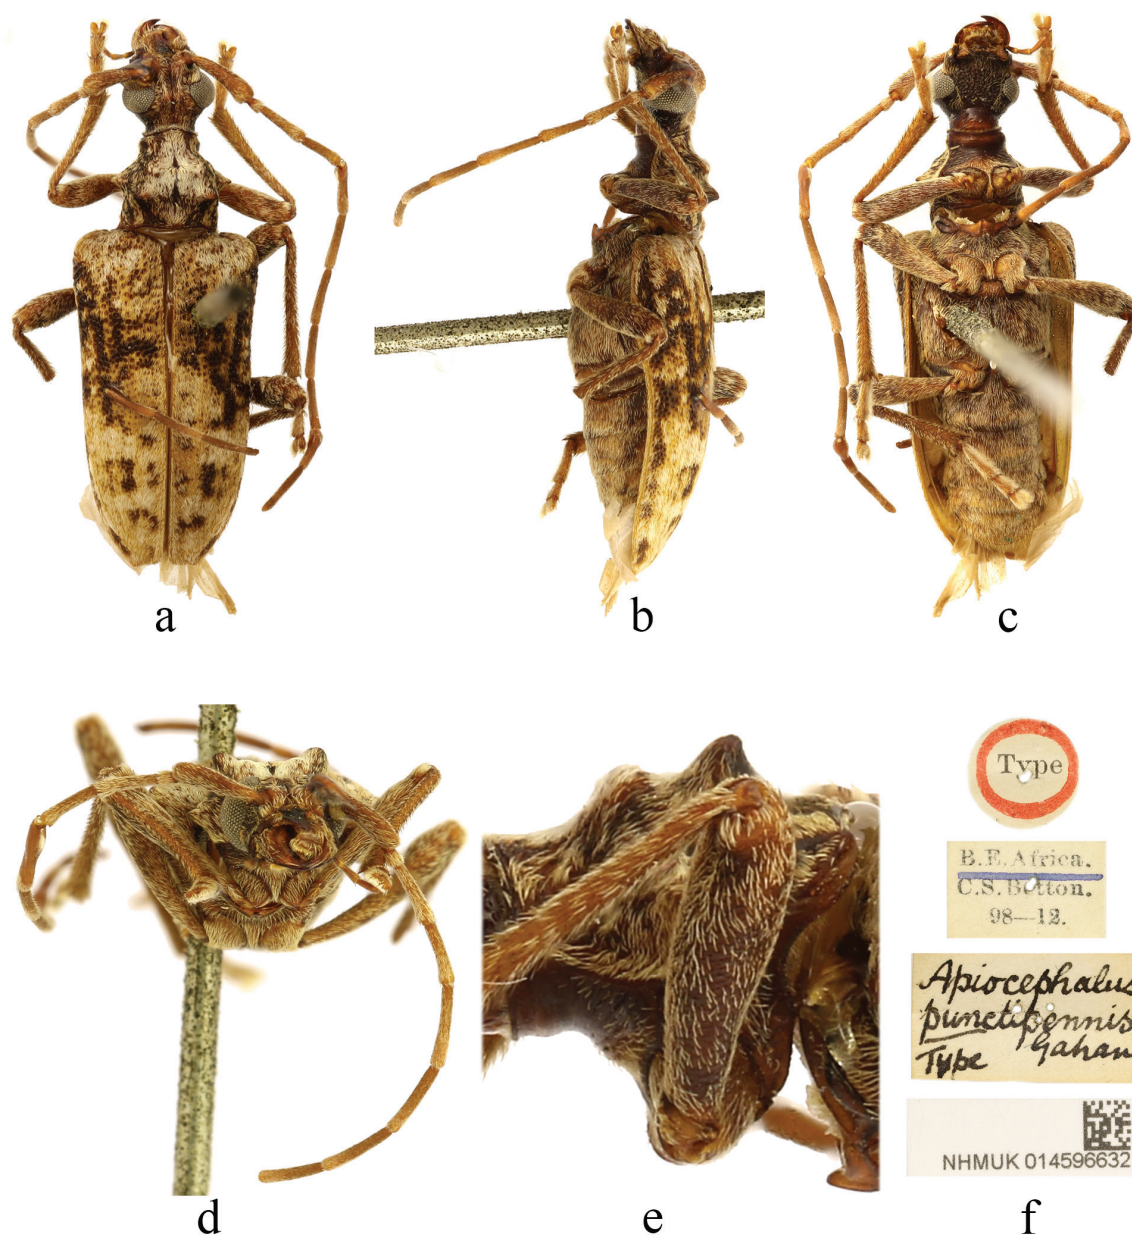 a
b
c
Type
B.E.Africa.
C.S. Betton.
98—12.
Apiocephalus
punctipennis
Type Gahan
NHMUK 014596632
d
e
f